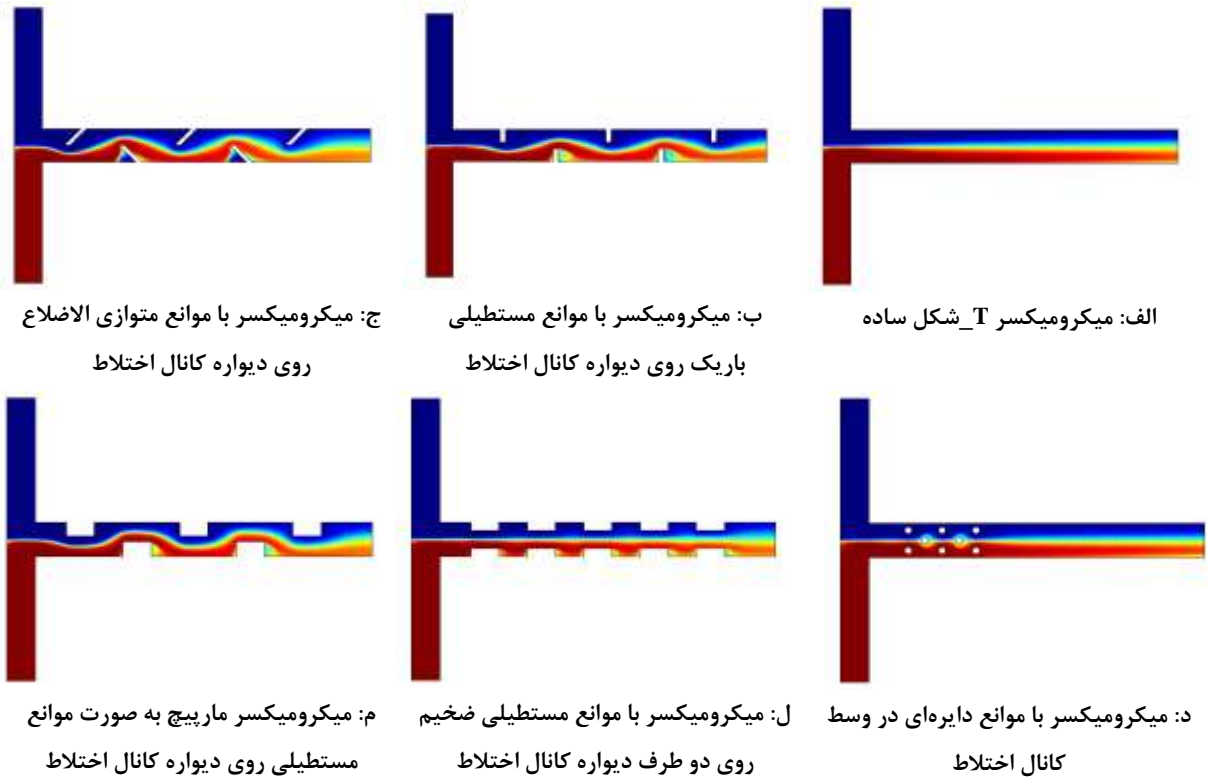 الف: میکرومیکسر T_شکل ساده
ب: میکرومیکسر با موانع مستطیلی
باریک روی دیواره کانال اختلاط
ج: میکرومیکسر با موانع متوازی الاضلاع
روی دیواره کانال اختلاط
د: میکرومیکسر با موانع دایره‌ای در وسط
کانال اختلاط
ل: میکرومیکسر با موانع مستطیلی ضخیم
روی دو طرف دیواره کانال اختلاط
م: میکرومیکسر مارپیچ به صورت موانع
مستطیلی روی دیواره کانال اختلاط